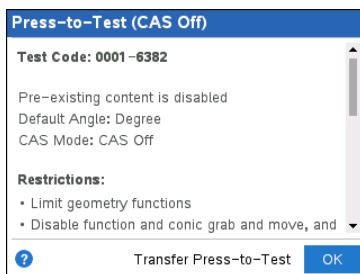 Press-to-Test (CAS Off)
Test Code: 0001-6382
Pre-existing content is disabled
Default Angle: Degree
CAS Mode: CAS Off
Restrictions:
• Limit geometry functions
• Disable function and conic grab and move, and
? Transfer Press-to-Test OK